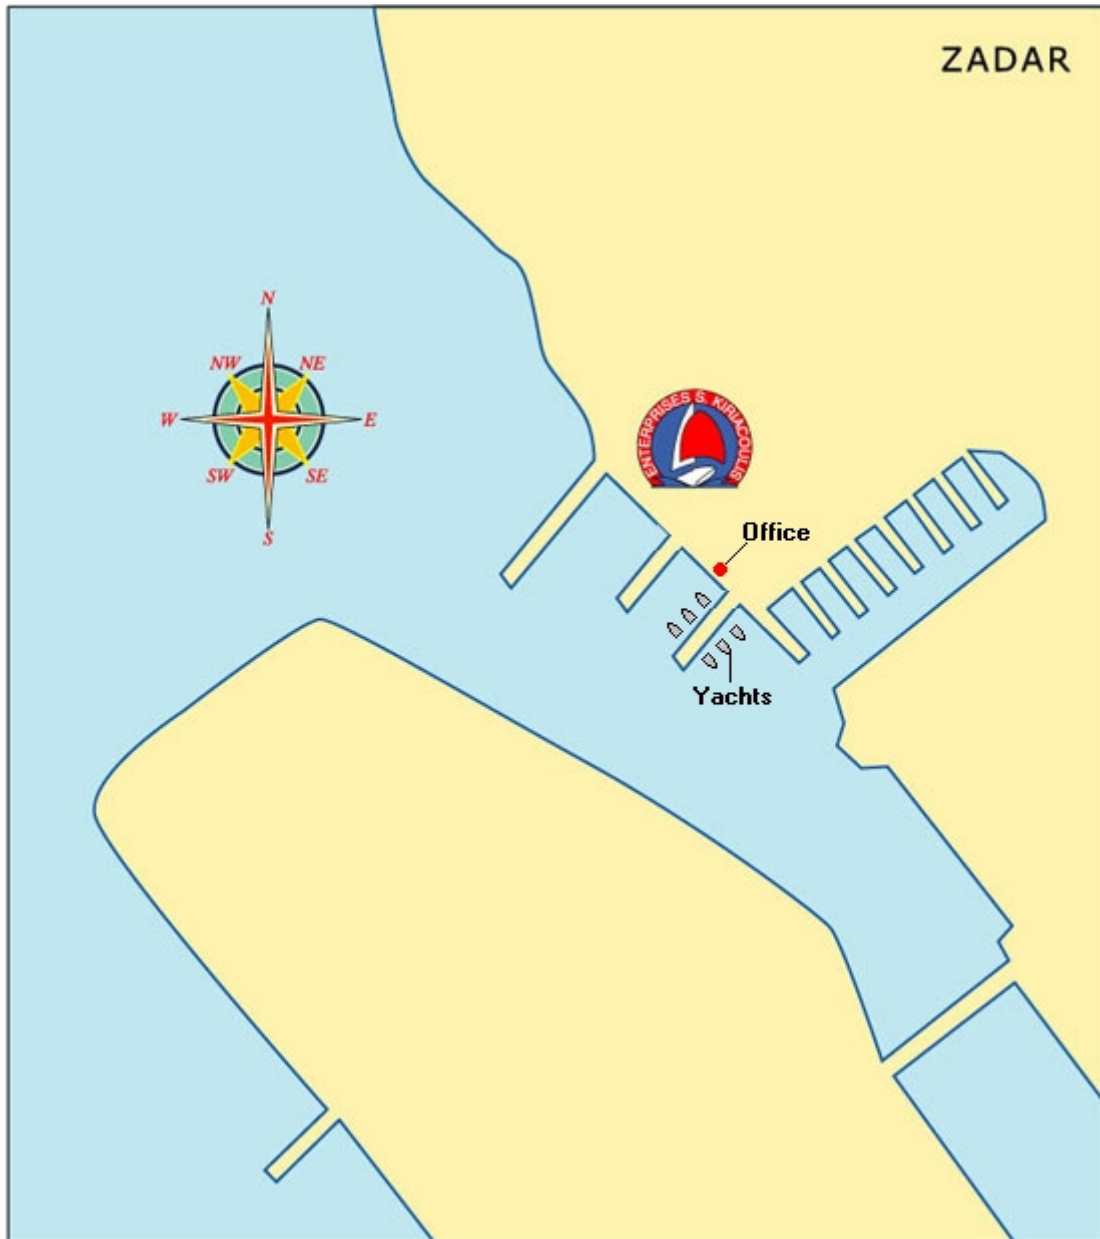 ZADAR
N
NW NE
W E
SW SE
S
ENTERPRISES S. KIRIACOULIS
Office
Yachts